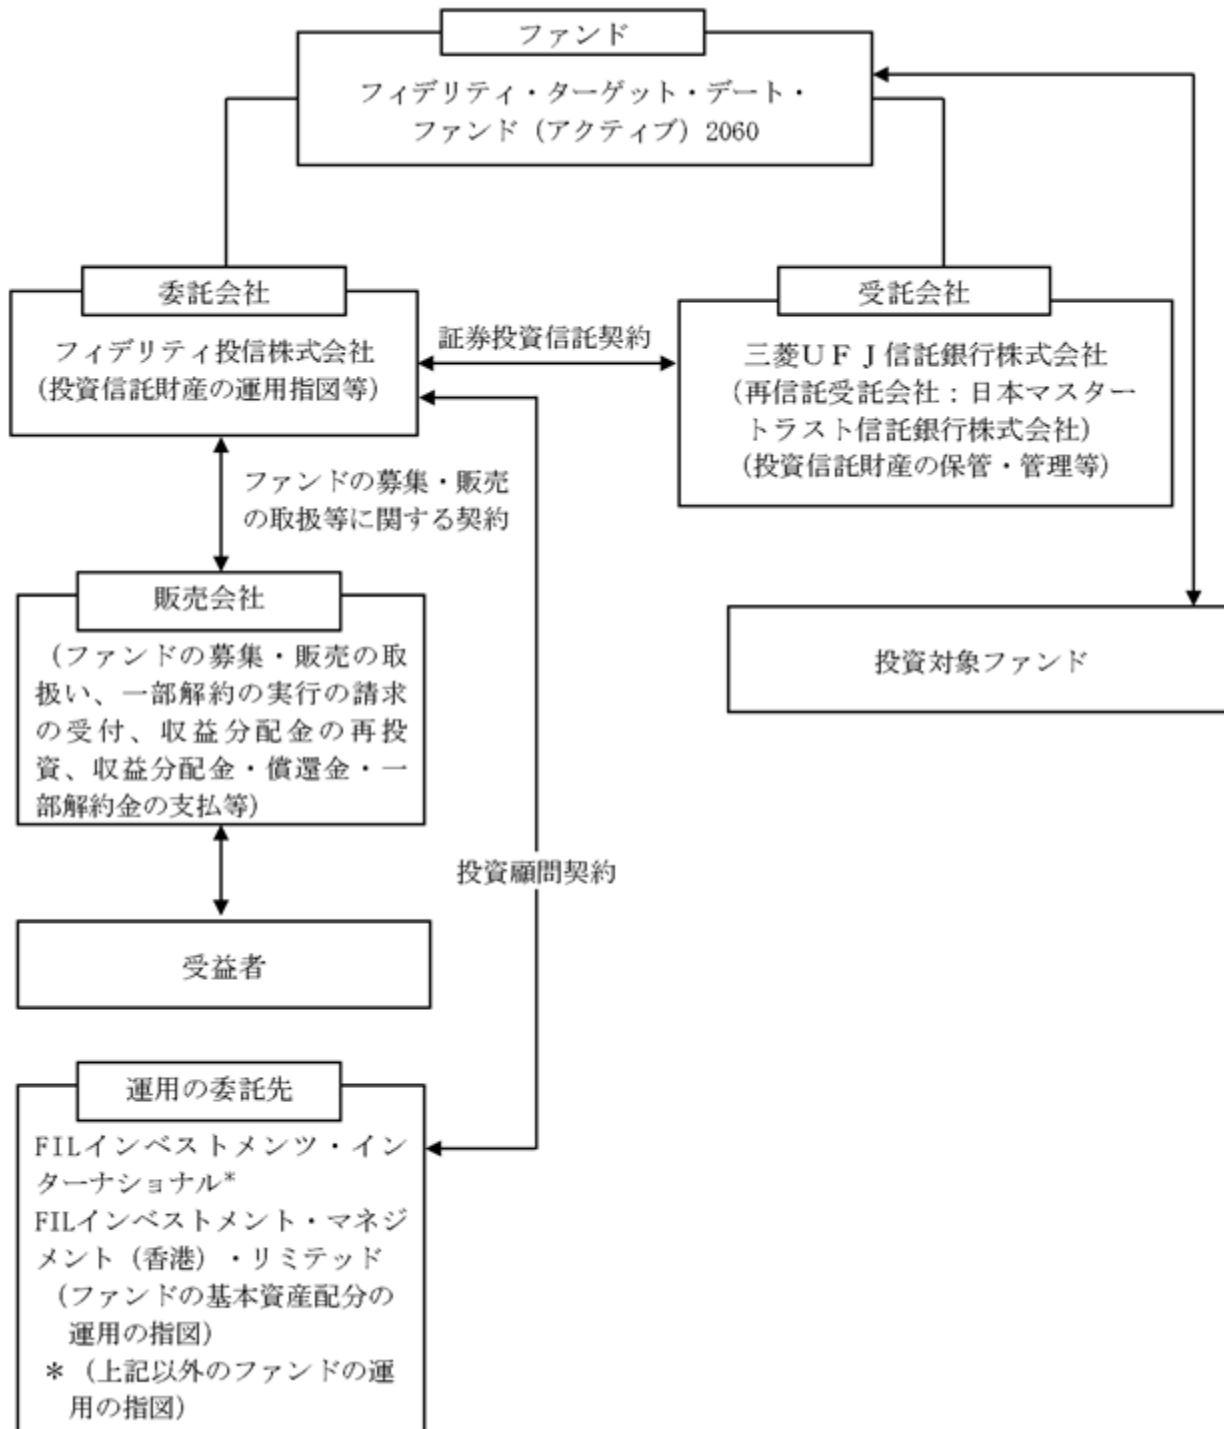 ファンド
フィデリティ・ターゲット・デート・
ファンド（アクティブ）2060
委託会社
フィデリティ投信株式会社
（投資信託財産の運用指図等）
証券投資信託契約
受託会社
三菱ＵＦＪ信託銀行株式会社
（再信託受託会社：日本マスター
トラスト信託銀行株式会社）
（投資信託財産の保管・管理等）
ファンドの募集・販売
の取扱等に関する契約
販売会社
（ファンドの募集・販売の取
扱い、一部解約の実行の請求
の受付、収益分配金の再投
資、収益分配金・償還金・一
部解約金の支払等）
投資対象ファンド
投資顧問契約
受益者
運用の委託先
FILインベストメンツ・イン
ターナショナル*
FILインベストメント・マネジ
メント（香港）・リミテッド
（ファンドの基本資産配分の
運用の指図）
＊（上記以外のファンドの運
用の指図）